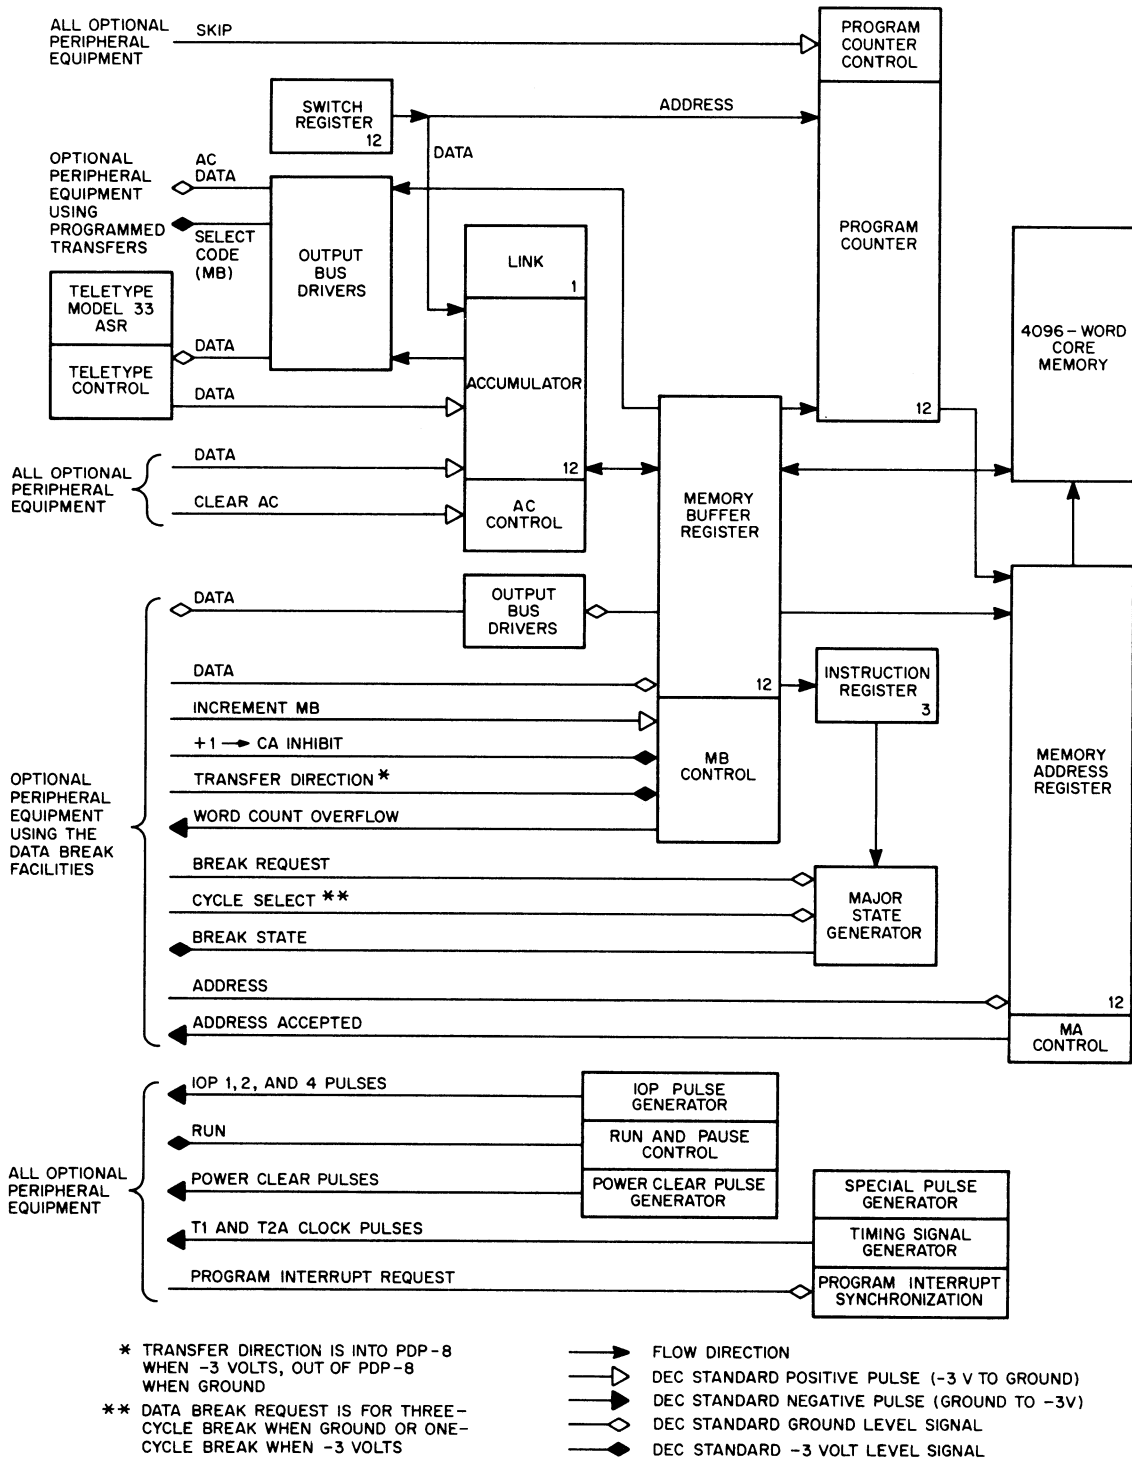 ALL OPTIONAL
PERIPHERAL
EQUIPMENT
SKIP
PROGRAM
COUNTER
CONTROL
SWITCH
REGISTER
12
ADDRESS
DATA
OPTIONAL
PERIPHERAL
EQUIPMENT
USING
PROGRAMMED
TRANSFERS
AC
DATA
SELECT
CODE
(MB)
OUTPUT
BUS
DRIVERS
LINK
1
PROGRAM
COUNTER
12
4096-WORD
CORE
MEMORY
TELETYPE
MODEL 33
ASR
TELETYPE
CONTROL
DATA
DATA
ACCUMULATOR
12
ALL OPTIONAL
PERIPHERAL
EQUIPMENT
DATA
CLEAR AC
AC
CONTROL
MEMORY
BUFFER
REGISTER
12
OPTIONAL
PERIPHERAL
EQUIPMENT
USING THE
DATA BREAK
FACILITIES
DATA
OUTPUT
BUS
DRIVERS
DATA
INCREMENT MB
+1 → CA INHIBIT
TRANSFER DIRECTION *
WORD COUNT OVERFLOW
MB
CONTROL
INSTRUCTION
REGISTER
3
MEMORY
ADDRESS
REGISTER
12
BREAK REQUEST
CYCLE SELECT **
BREAK STATE
MAJOR
STATE
GENERATOR
ADDRESS
ADDRESS ACCEPTED
MA
CONTROL
ALL OPTIONAL
PERIPHERAL
EQUIPMENT
IOP 1, 2, AND 4 PULSES
IOP PULSE
GENERATOR
RUN
RUN AND PAUSE
CONTROL
POWER CLEAR PULSES
POWER CLEAR PULSE
GENERATOR
SPECIAL PULSE
GENERATOR
T1 AND T2A CLOCK PULSES
TIMING SIGNAL
GENERATOR
PROGRAM INTERRUPT REQUEST
PROGRAM INTERRUPT
SYNCHRONIZATION
* TRANSFER DIRECTION IS INTO PDP-8
WHEN -3 VOLTS, OUT OF PDP-8
WHEN GROUND
** DATA BREAK REQUEST IS FOR THREE-
CYCLE BREAK WHEN GROUND OR ONE-
CYCLE BREAK WHEN -3 VOLTS
FLOW DIRECTION
DEC STANDARD POSITIVE PULSE (-3 V TO GROUND)
DEC STANDARD NEGATIVE PULSE (GROUND TO -3V)
DEC STANDARD GROUND LEVEL SIGNAL
DEC STANDARD -3 VOLT LEVEL SIGNAL